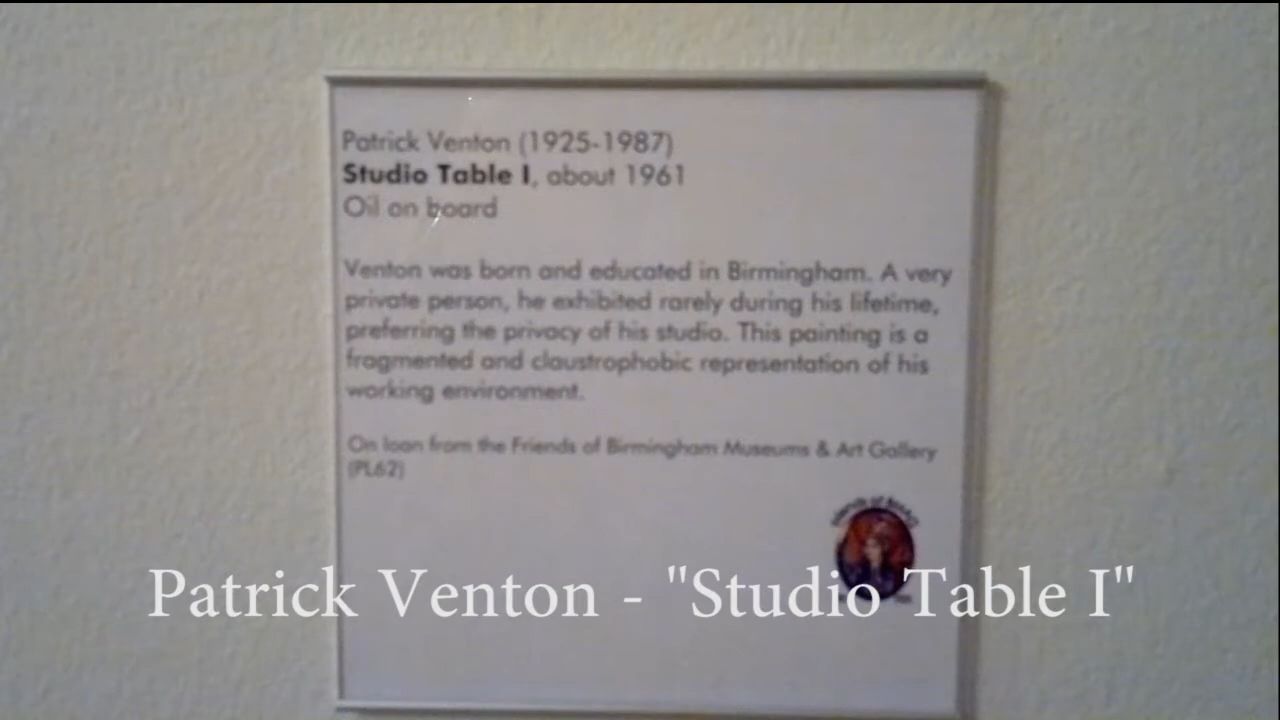 Patrick Venton (1925-1987)
Studio Table I, about 1961
Oil on board
Venton was born and educated in Birmingham. A very
private person, he exhibited rarely during his lifetime,
preferring the privacy of his studio. This painting is a
fragmented and claustrophobic representation of his
working environment.
On loan from the Friends of Birmingham Museums & Art Gallery
(PL62)
Friends of BMAG
Patrick Venton - "Studio Table I"